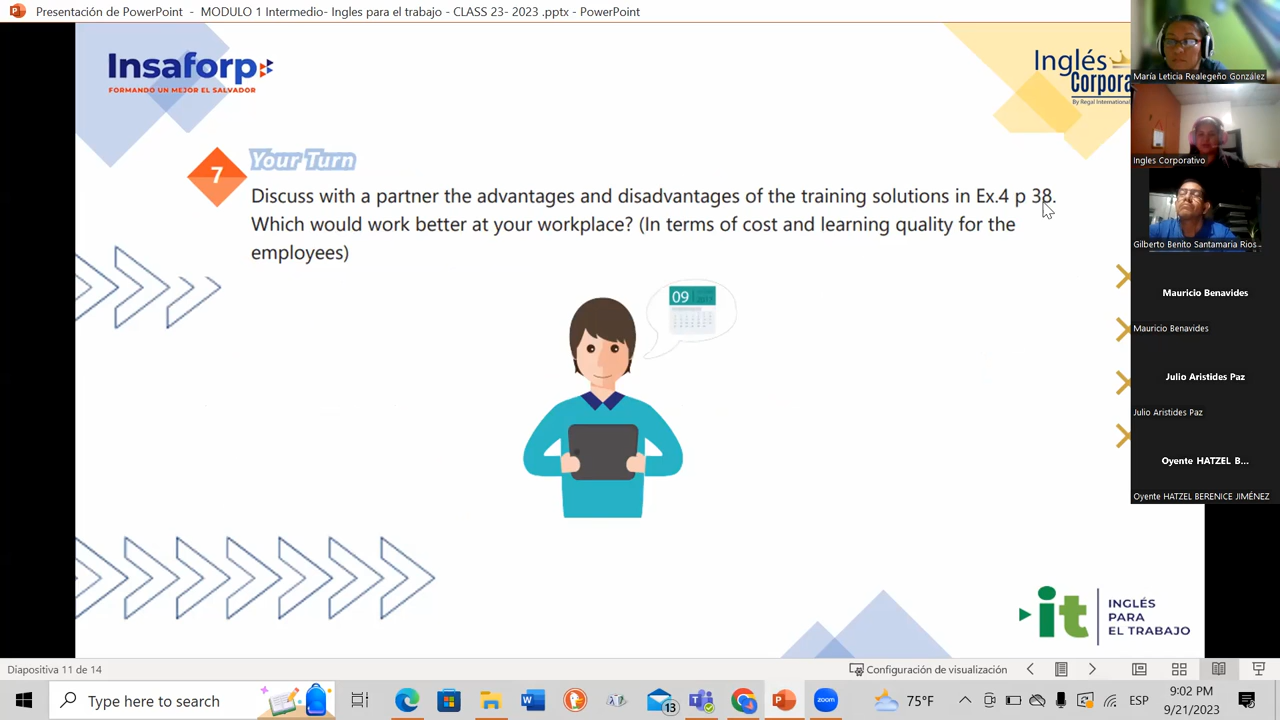 Presentación de PowerPoint - MODULO 1 Intermedio- Ingles para el trabajo - CLASS 23- 2023 .pptx - PowerPoint
Insaforp
FORMANDO UN MEJOR EL SALVADOR
Inglés
Corpora
By Regal International
7
Your Turn
Discuss with a partner the advantages and disadvantages of the training solutions in Ex.4 p 38.
Which would work better at your workplace? (In terms of cost and learning quality for the
employees)
09
María Leticia Realegeño González
Ingles Corporativo
Gilberto Benito Santamaria Rios -
Mauricio Benavides
Mauricio Benavides
Julio Aristides Paz
Julio Aristides Paz
Oyente HATZEL B...
Oyente HATZEL BERENICE JIMÉNEZ
it
INGLÉS
PARA
EL TRABAJO
Diapositiva 11 de 14
Configuración de visualización
Type here to search
13
75°F
ESP
9:02 PM
9/21/2023